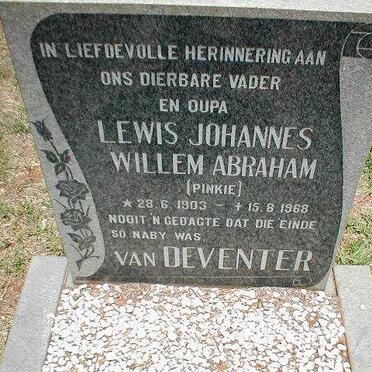 IN LIEFDEVOLLE HERINNERING AAN
ONS DIERBARE VADER
EN OUPA
LEWIS JOHANNES
WILLEM ABRAHAM
(PINKIE)
* 28.6.1903 - † 15.8.1968
NOOIT 'N GEDAGTE DAT DIE EINDE
SO NABY WAS
VAN DEVENTER